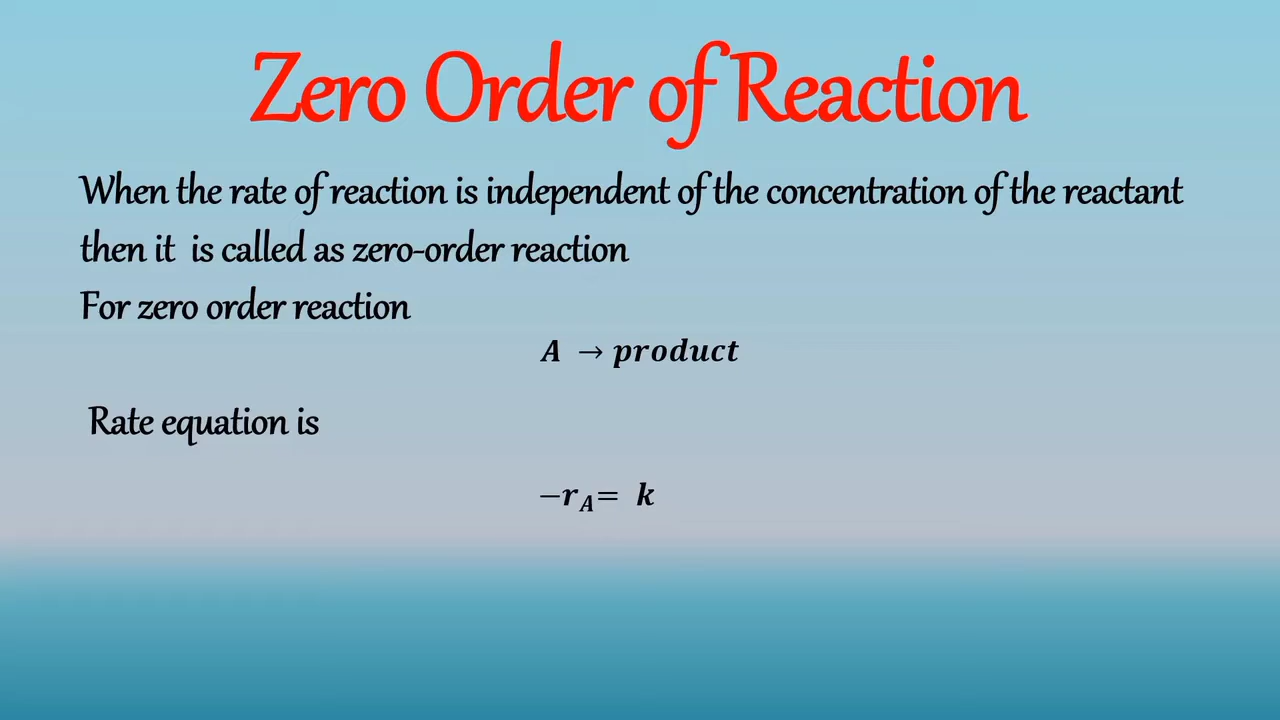 Zero Order of Reaction
When the rate of reaction is independent of the concentration of the reactant
then it is called as zero-order reaction
For zero order reaction
A → product
Rate equation is
−r_A= k